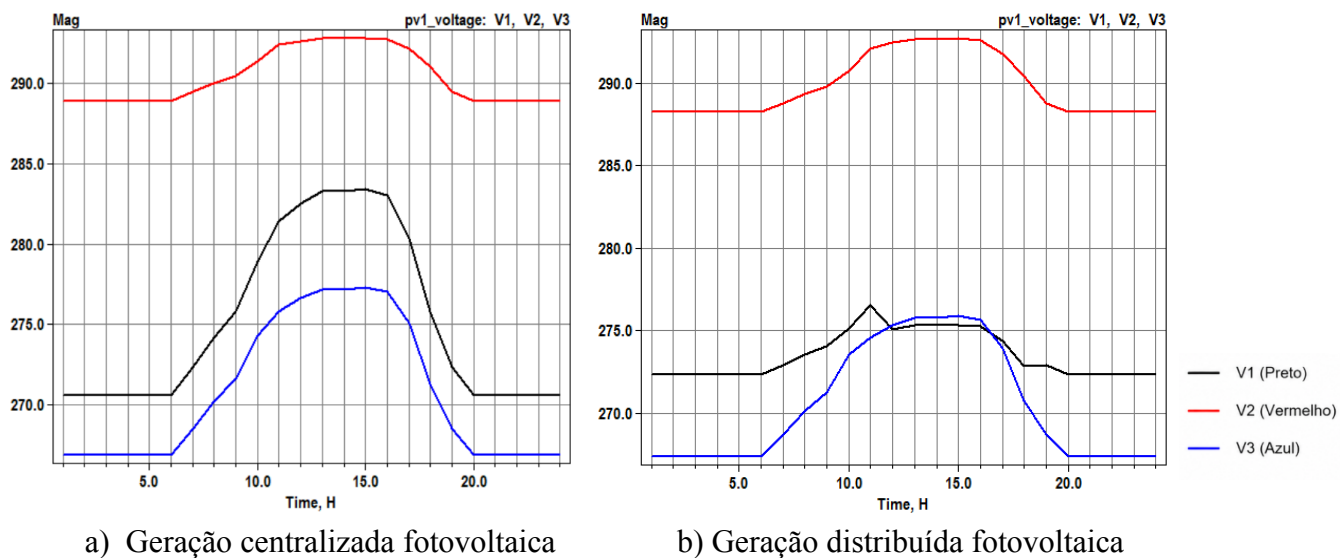 Mag pv1_voltage: V1, V2, V3
290.0
285.0
280.0
275.0
270.0
5.0 10.0 15.0 20.0
Time, H
a) Geração centralizada fotovoltaica
Mag pv1_voltage: V1, V2, V3
290.0
285.0
280.0
275.0
270.0
5.0 10.0 15.0 20.0
Time, H
b) Geração distribuída fotovoltaica
V1 (Preto)
V2 (Vermelho)
V3 (Azul)